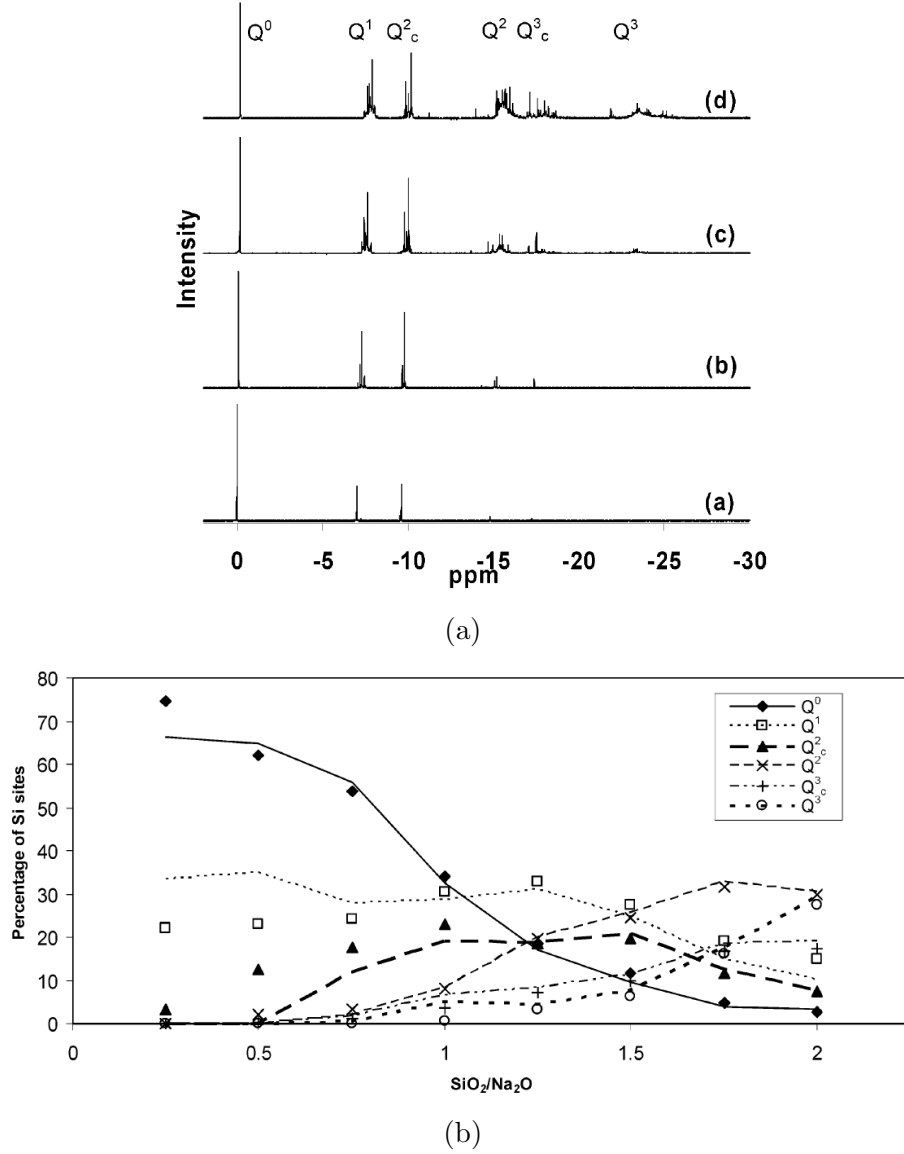 Q⁰ Q¹ Q²c Q² Q³c Q³
(d)
(c)
(b)
(a)
Intensity
0 -5 -10 -15 -20 -25 -30
ppm
(a)
80
70
60
50
40
30
20
10
0
Percentage of Si sites
Q⁰
Q¹
Q²c
Q²
Q³c
Q³
0 0.5 1 1.5 2
SiO₂/Na₂O
(b)